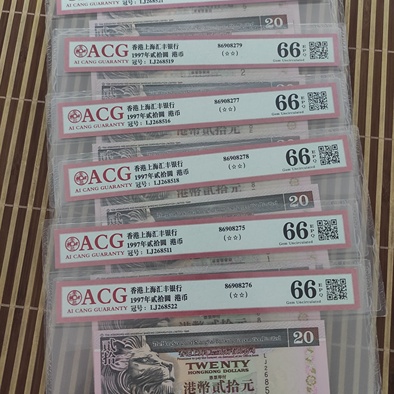 冠号: LJ268521
ACG
AI CANG GUARANTY
香港上海汇丰银行
1997年贰拾圆 港币
冠号: LJ268519
86908279
(☆☆)
66 EPQ
Gem Uncirculated
ACG
AI CANG GUARANTY
香港上海汇丰银行
1997年贰拾圆 港币
冠号: LJ268516
86908277
(☆☆)
66 EPQ
Gem Uncirculated
ACG
AI CANG GUARANTY
香港上海汇丰银行
1997年贰拾圆 港币
冠号: LJ268518
86908278
(☆☆)
66 EPQ
Gem Uncirculated
20
ACG
AI CANG GUARANTY
香港上海汇丰银行
1997年贰拾圆 港币
冠号: LJ268511
86908275
(☆☆)
66 EPQ
Gem Uncirculated
ACG
AI CANG GUARANTY
香港上海汇丰银行
1997年贰拾圆 港币
冠号: LJ268522
86908276
(☆☆)
66 EPQ
Gem Uncirculated
20
TWENTY
HONGKONG DOLLARS
港幣貳拾元